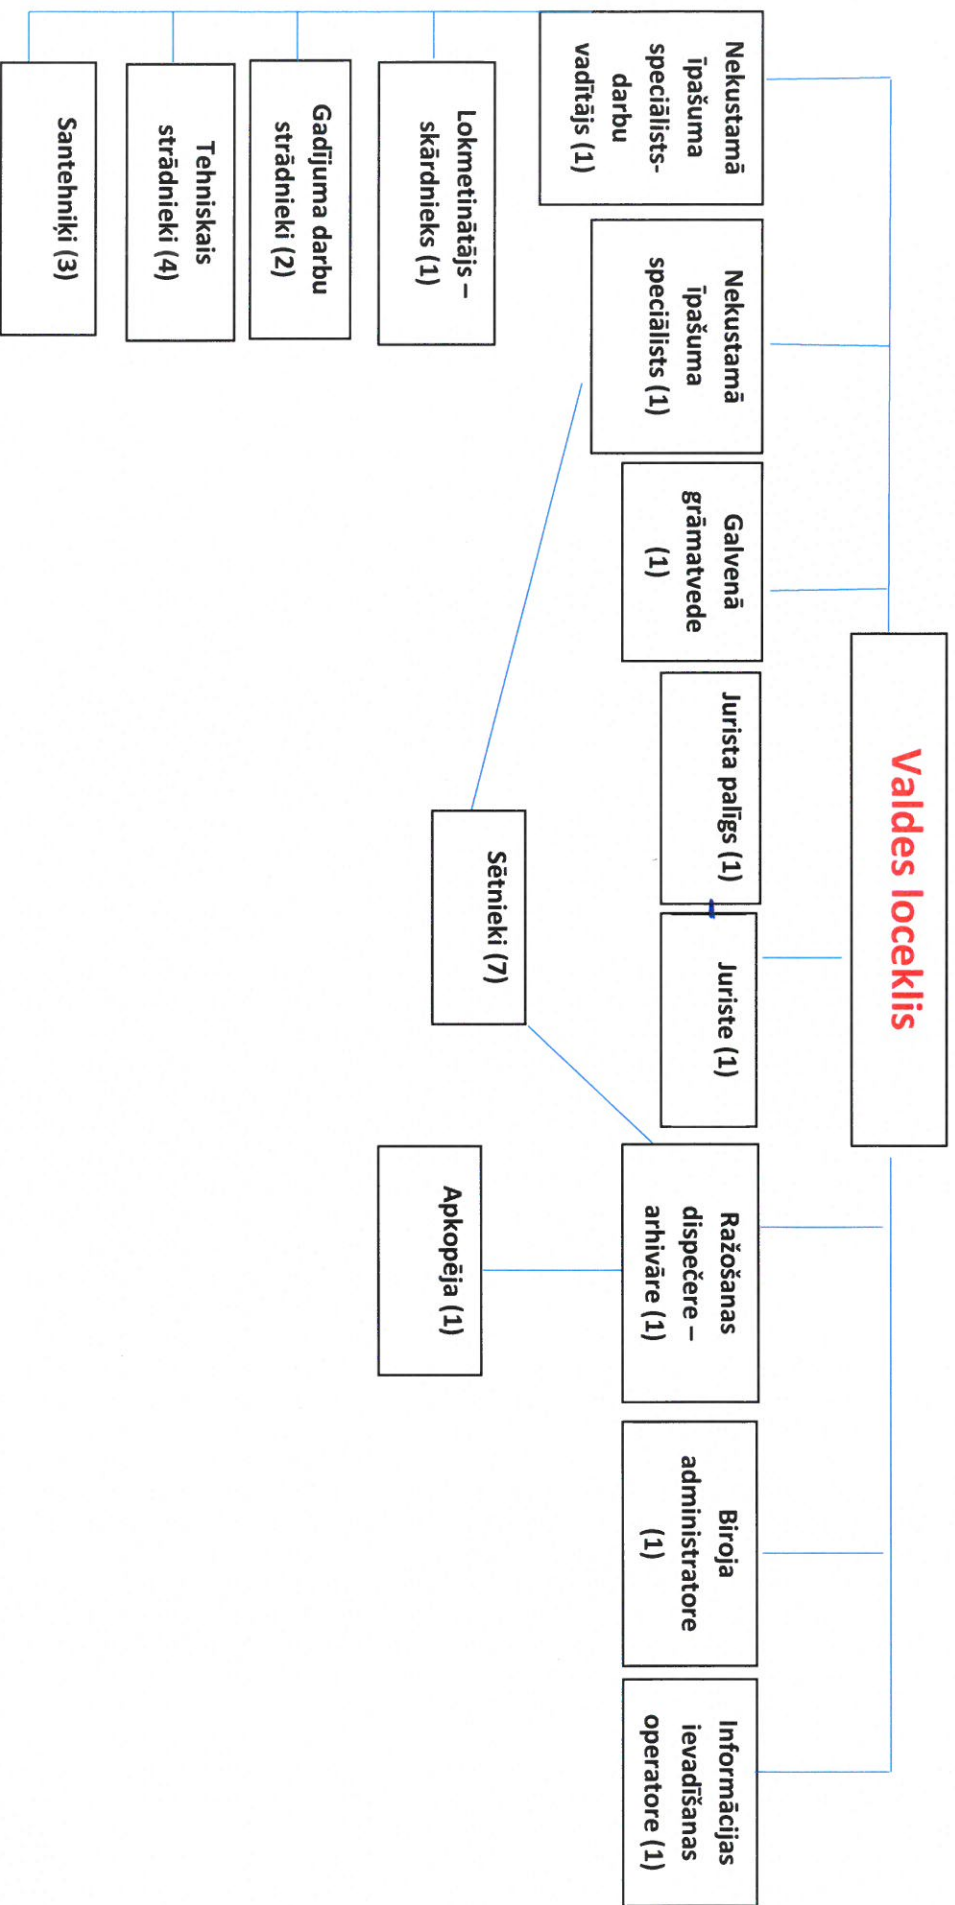 Valdes loceklis
Nekustamā
īpašuma
speciālists-
darbu
vadītājs (1)
Nekustamā
īpašuma
speciālists (1)
Galvenā
grāmatvede
(1)
Jurista palīgs (1)
Juriste (1)
Ražošanas
dispečere –
arhivāre (1)
Biroja
administratore
(1)
Informācijas
ievadīšanas
operatore (1)
Lokmetinātājs –
skārdnieks (1)
Gadījuma darbu
strādnieki (2)
Tehniskais
strādnieki (4)
Santehniķi (3)
Sētnieki (7)
Apkopēja (1)